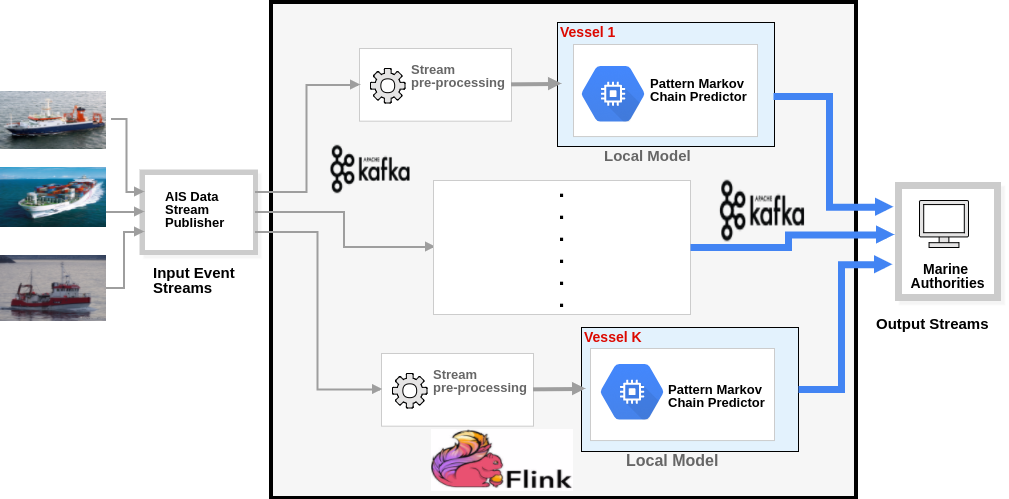 Vessel 1
Stream
pre-processing
Pattern Markov
Chain Predictor
Local Model
APACHE
kafka
AIS Data
Stream
Publisher
Input Event
Streams
APACHE
kafka
Marine
Authorities
Output Streams
Vessel K
Stream
pre-processing
Pattern Markov
Chain Predictor
Local Model
Flink